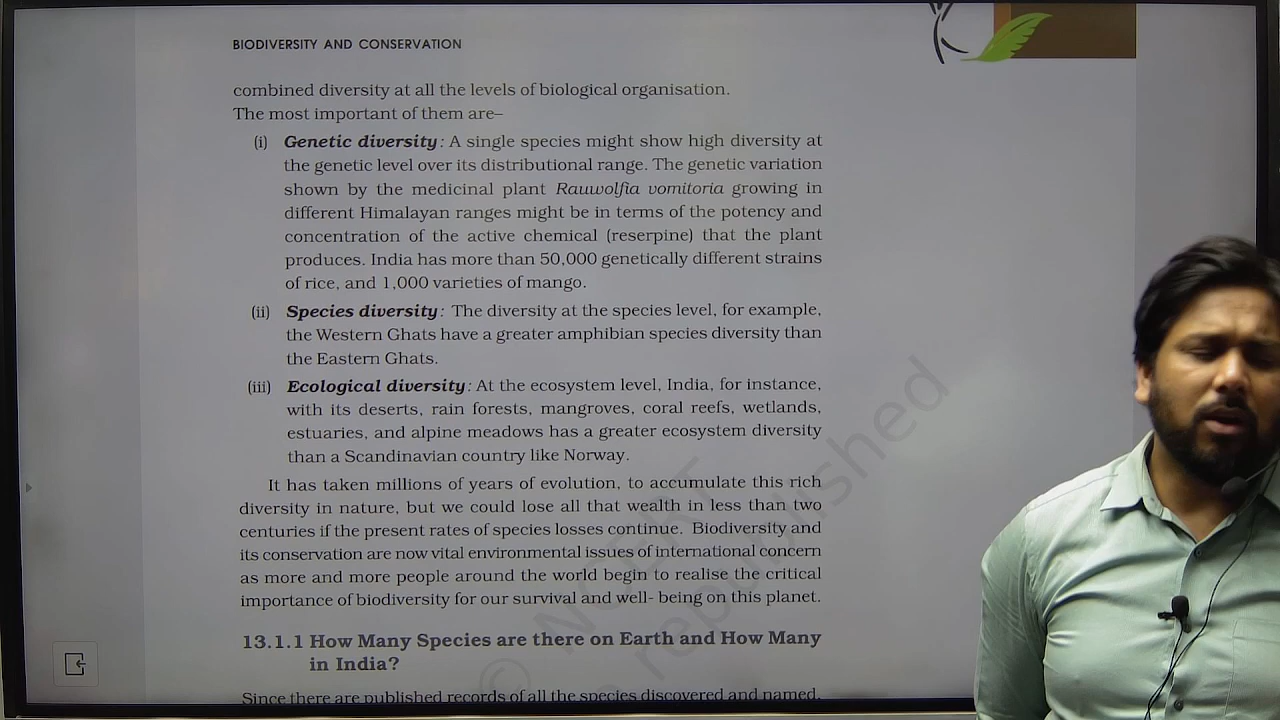 BIODIVERSITY AND CONSERVATION
combined diversity at all the levels of biological organisation.
The most important of them are–
(i) Genetic diversity: A single species might show high diversity at
the genetic level over its distributional range. The genetic variation
shown by the medicinal plant Rauwolfia vomitoria growing in
different Himalayan ranges might be in terms of the potency and
concentration of the active chemical (reserpine) that the plant
produces. India has more than 50,000 genetically different strains
of rice, and 1,000 varieties of mango.
(ii) Species diversity: The diversity at the species level, for example,
the Western Ghats have a greater amphibian species diversity than
the Eastern Ghats.
(iii) Ecological diversity: At the ecosystem level, India, for instance,
with its deserts, rain forests, mangroves, coral reefs, wetlands,
estuaries, and alpine meadows has a greater ecosystem diversity
than a Scandinavian country like Norway.
It has taken millions of years of evolution, to accumulate this rich
diversity in nature, but we could lose all that wealth in less than two
centuries if the present rates of species losses continue. Biodiversity and
its conservation are now vital environmental issues of international concern
as more and more people around the world begin to realise the critical
importance of biodiversity for our survival and well- being on this planet.
13.1.1 How Many Species are there on Earth and How Many
in India?
Since there are published records of all the species discovered and named,
© NCERT
republished